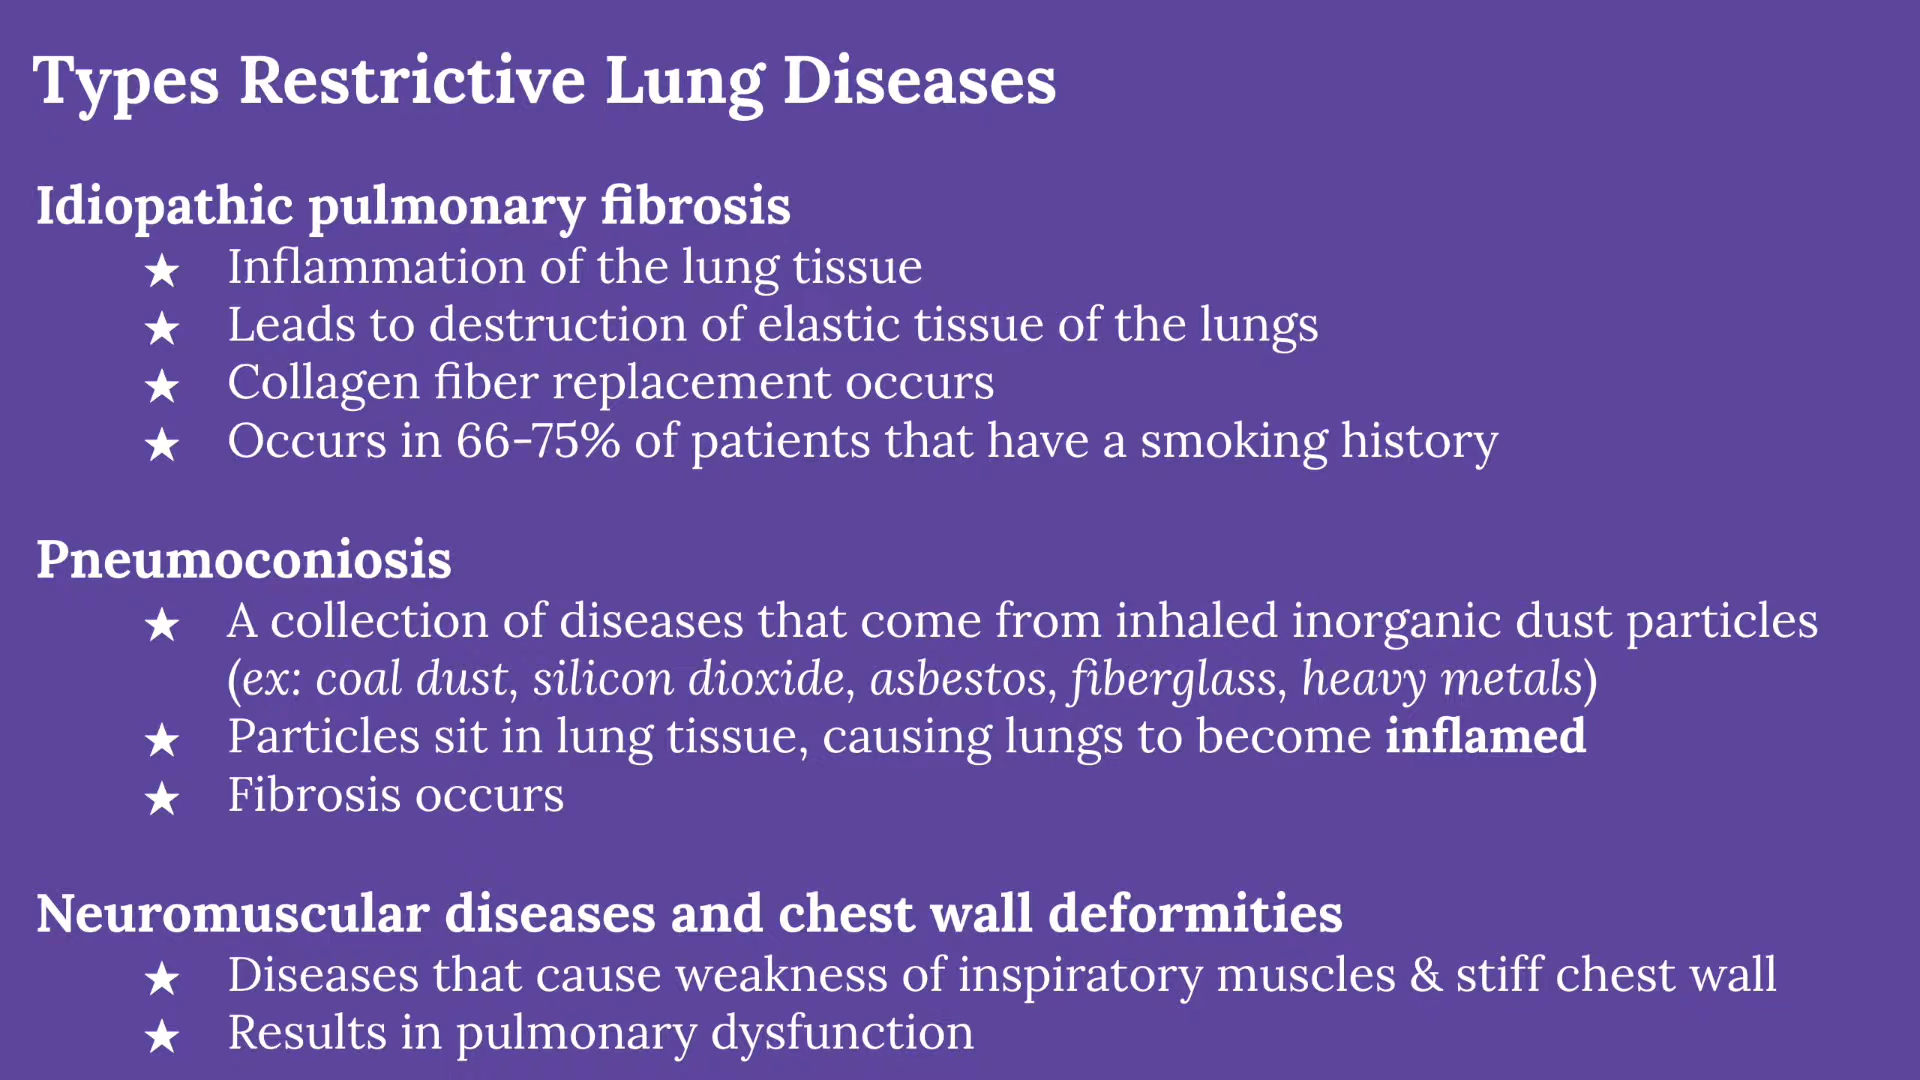 Types Restrictive Lung Diseases
Idiopathic pulmonary fibrosis
★ Inflammation of the lung tissue
★ Leads to destruction of elastic tissue of the lungs
★ Collagen fiber replacement occurs
★ Occurs in 66-75% of patients that have a smoking history
Pneumoconiosis
★ A collection of diseases that come from inhaled inorganic dust particles
(ex: coal dust, silicon dioxide, asbestos, fiberglass, heavy metals)
★ Particles sit in lung tissue, causing lungs to become inflamed
★ Fibrosis occurs
Neuromuscular diseases and chest wall deformities
★ Diseases that cause weakness of inspiratory muscles & stiff chest wall
★ Results in pulmonary dysfunction